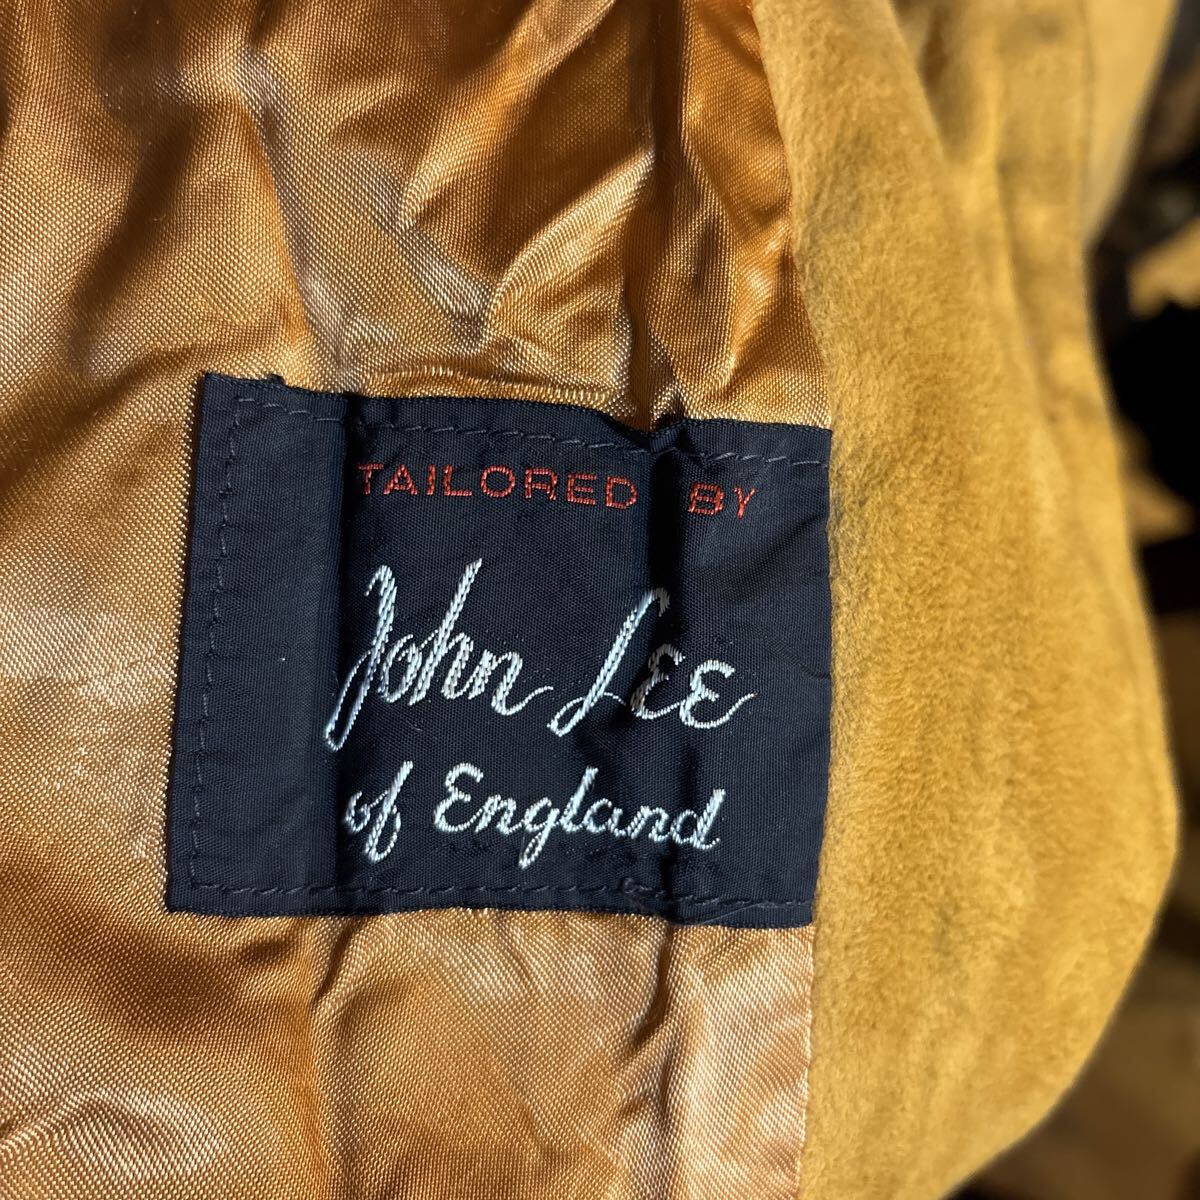 TAILORED BY
John Lee
of England